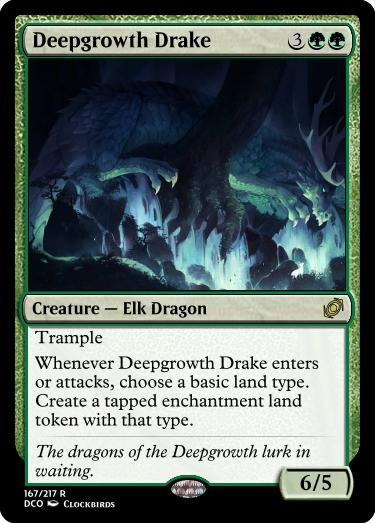 Deepgrowth Drake 3
Creature — Elk Dragon
Trample
Whenever Deepgrowth Drake enters
or attacks, choose a basic land type.
Create a tapped enchantment land
token with that type.
The dragons of the Deepgrowth lurk in
waiting.
6/5
167/217 R
DCO CLOCKBIRDS